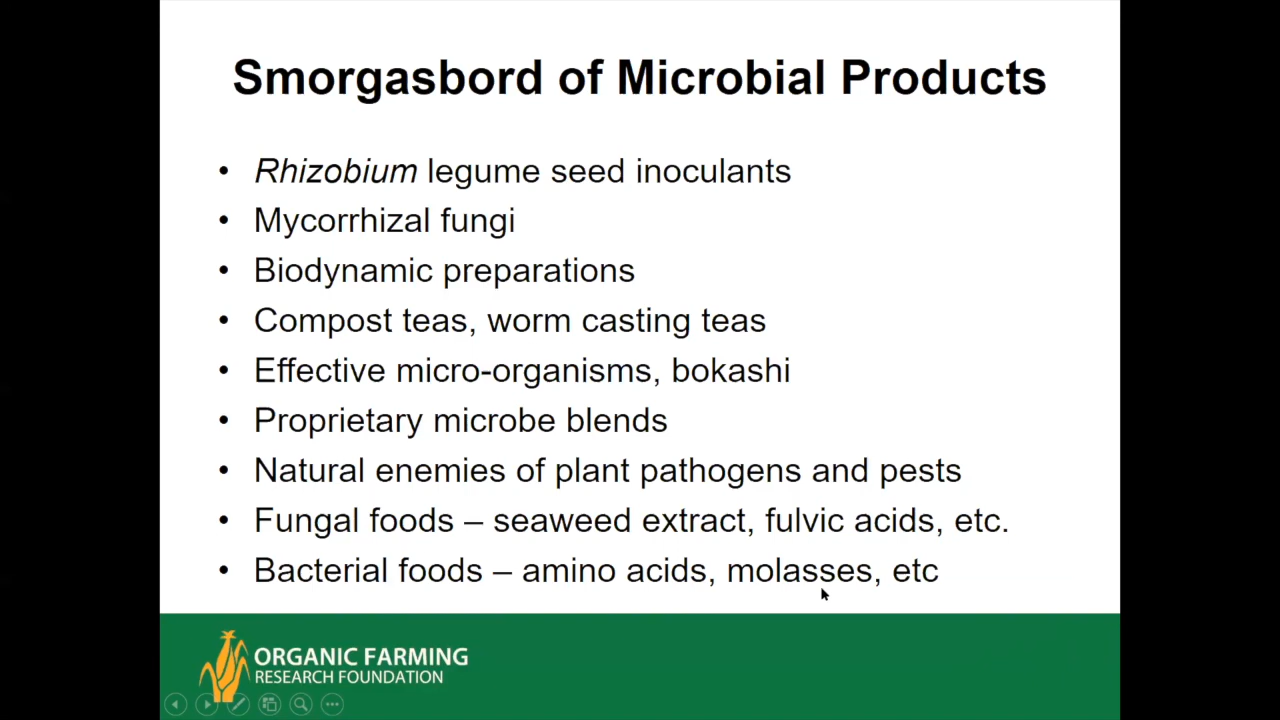 Smorgasbord of Microbial Products
• Rhizobium legume seed inoculants
• Mycorrhizal fungi
• Biodynamic preparations
• Compost teas, worm casting teas
• Effective micro-organisms, bokashi
• Proprietary microbe blends
• Natural enemies of plant pathogens and pests
• Fungal foods – seaweed extract, fulvic acids, etc.
• Bacterial foods – amino acids, molasses, etc
ORGANIC FARMING
RESEARCH FOUNDATION